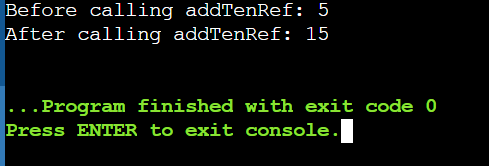 Before calling addTenRef: 5
After calling addTenRef: 15
...Program finished with exit code 0
Press ENTER to exit console.